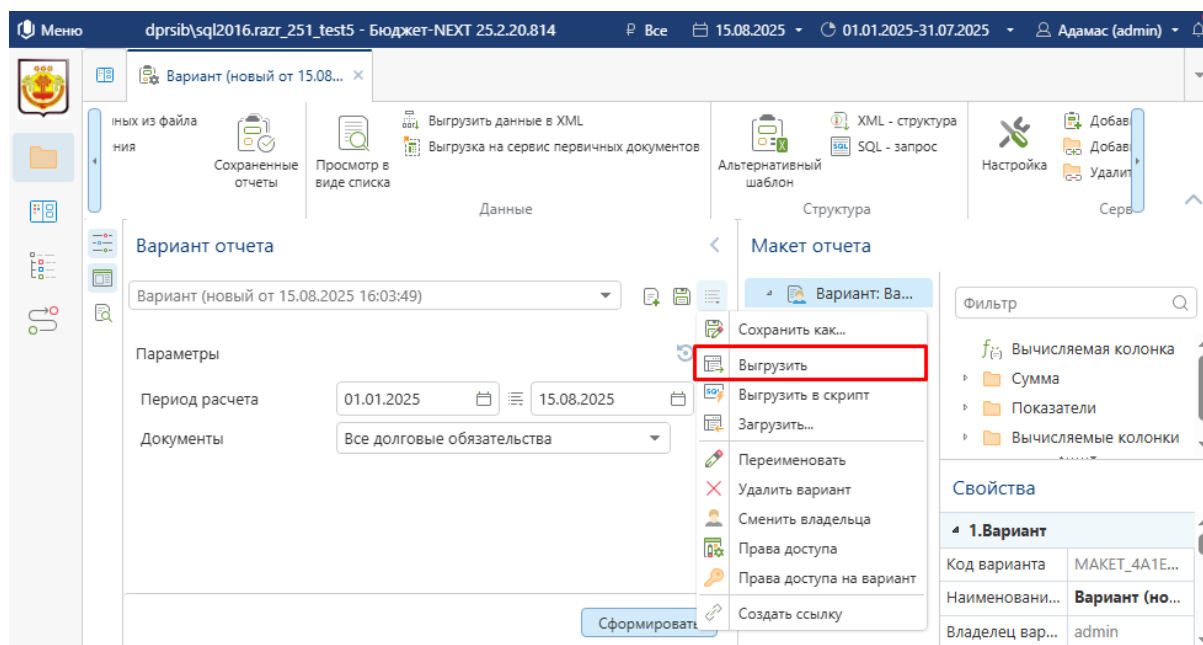 Меню
dprsib\sql2016.razr_251_test5 - Бюджет-NEXT 25.2.20.814
₽ Все
15.08.2025
01.01.2025-31.07.2025
Адамас (admin)
Вариант (новый от 15.08...
ных из файла
ния
Сохраненные
отчеты
Просмотр в
виде списка
Выгрузить данные в XML
Выгрузка на сервис первичных документов
Данные
Альтернативный
шаблон
XML - структура
SQL - запрос
Структура
Настройка
Добав
Добав
Удалит
Серв
Вариант отчета
Макет отчета
Вариант (новый от 15.08.2025 16:03:49)
Вариант: Ва...
Фильтр
Параметры
Период расчета
01.01.2025
15.08.2025
Документы
Все долговые обязательства
Сформировать
Сохранить как...
Выгрузить
Выгрузить в скрипт
Загрузить...
Переименовать
Удалить вариант
Сменить владельца
Права доступа
Права доступа на вариант
Создать ссылку
Вычисляемая колонка
Сумма
Показатели
Вычисляемые колонки
Свойства
1.Вариант
Код варианта
MAKET_4A1E...
Наименовани...
Вариант (но...
Владелец вар...
admin